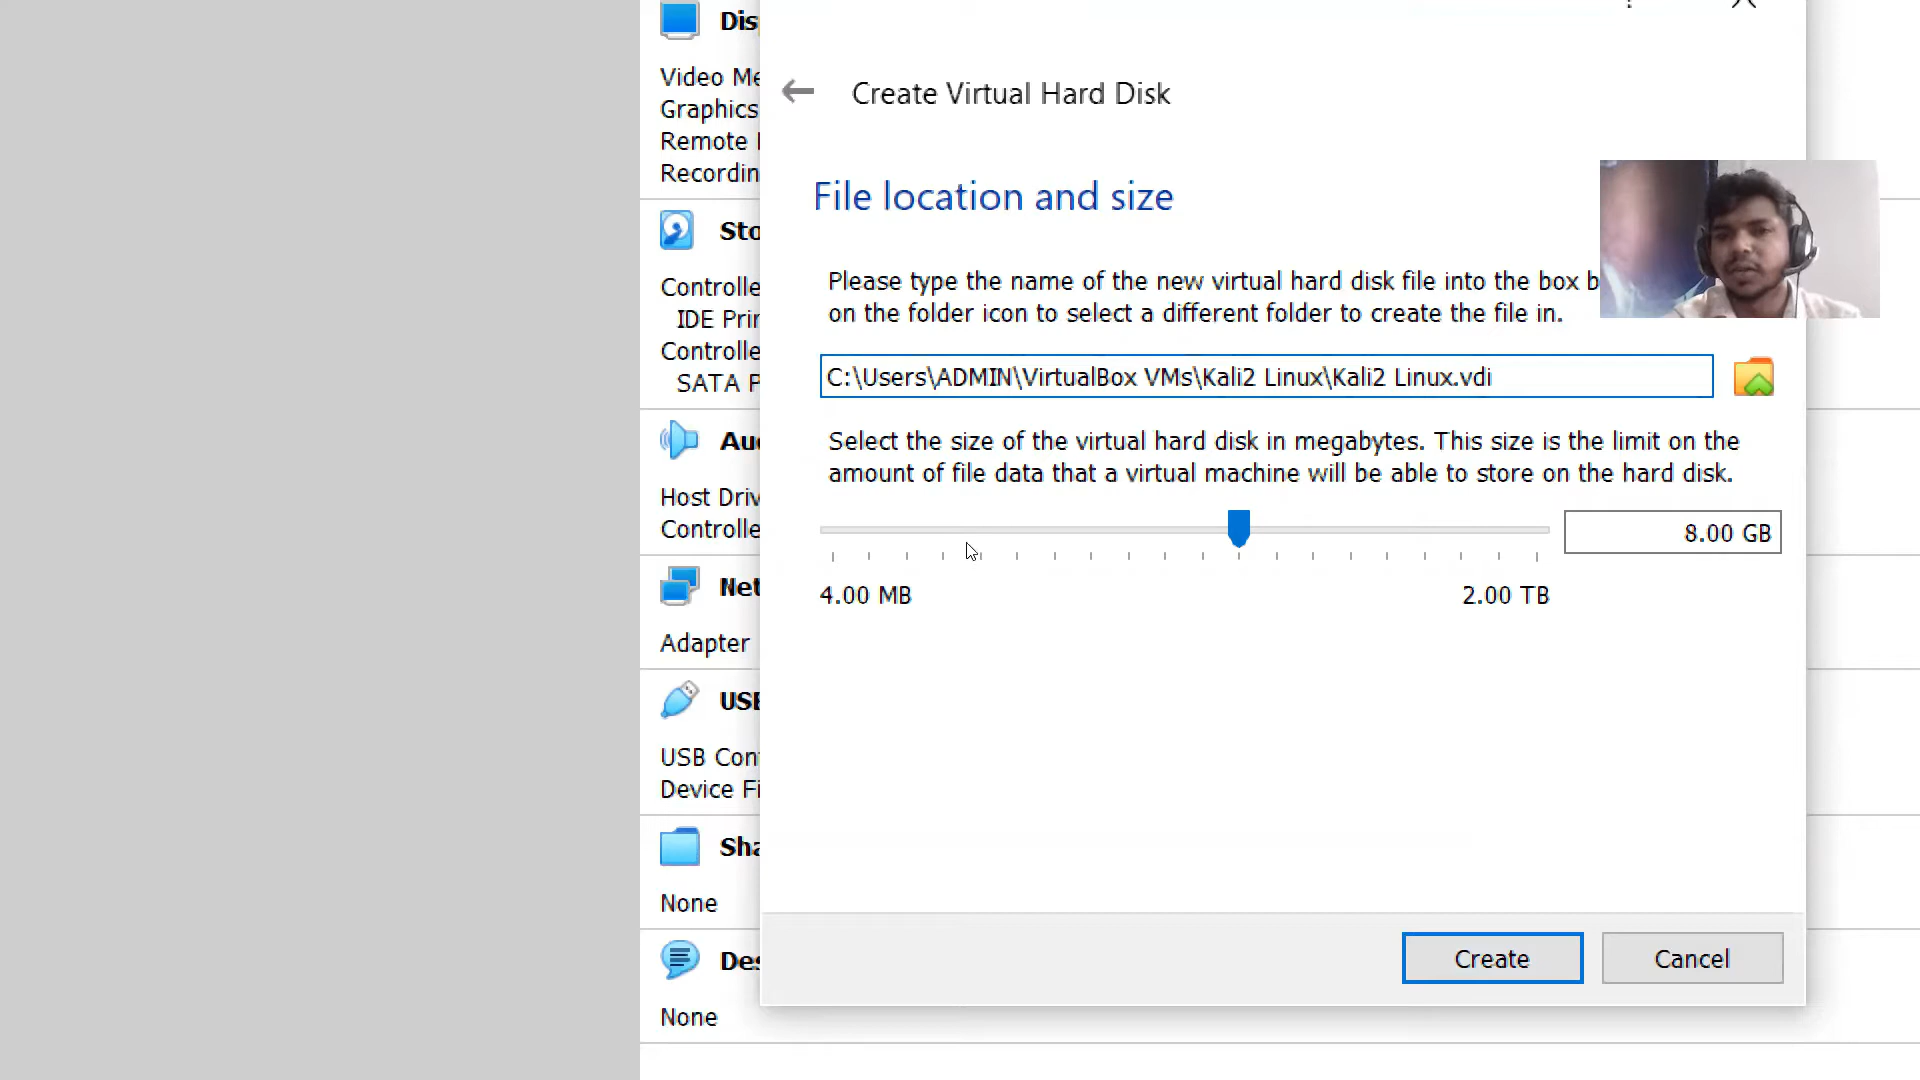 Create Virtual Hard Disk
File location and size
Please type the name of the new virtual hard disk file into the box b
on the folder icon to select a different folder to create the file in.
C:\Users\ADMIN\VirtualBox VMs\Kali2 Linux\Kali2 Linux.vdi
Select the size of the virtual hard disk in megabytes. This size is the limit on the
amount of file data that a virtual machine will be able to store on the hard disk.
8.00 GB
4.00 MB
2.00 TB
Create
Cancel
Dis
Video Me
Graphics
Remote
Recordin
Sto
Controlle
IDE Prir
Controlle
SATA P
Au
Host Driv
Controlle
Net
Adapter
USB
USB Con
Device Fi
Sha
None
Des
None